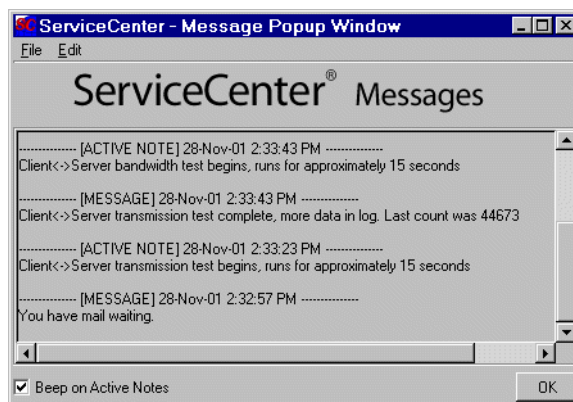 SC ServiceCenter - Message Popup Window
File Edit
ServiceCenter® Messages
-------------- [ACTIVE NOTE] 28-Nov-01 2:33:43 PM --------------
Client<->Server bandwidth test begins, runs for approximately 15 seconds
-------------- [MESSAGE] 28-Nov-01 2:33:43 PM --------------
Client<->Server transmission test complete, more data in log. Last count was 44673
-------------- [ACTIVE NOTE] 28-Nov-01 2:33:23 PM --------------
Client<->Server transmission test begins, runs for approximately 15 seconds
-------------- [MESSAGE] 28-Nov-01 2:32:57 PM --------------
You have mail waiting.
Beep on Active Notes
OK